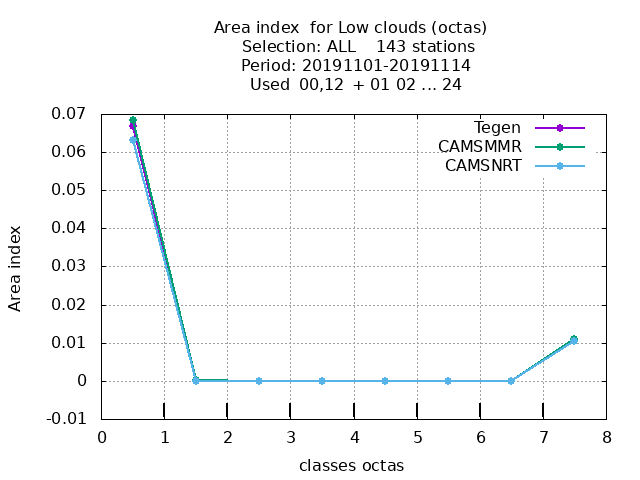 Area index  for Low clouds (octas)
Selection: ALL    143 stations
Period: 20191101-20191114
Used  00,12  + 01 02 ... 24
Tegen
CAMSMMR
CAMSNRT
0.07
0.06
0.05
0.04
0.03
0.02
0.01
0
-0.01
Area index
0 1 2 3 4 5 6 7 8
classes octas